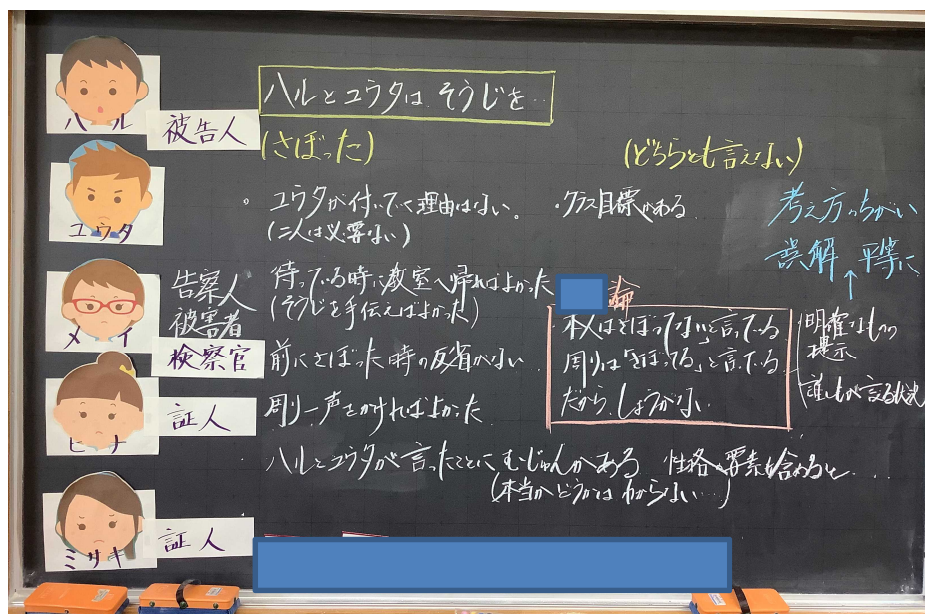 ハル
被告人
ユウタ
メイ
告察人
被害者
検察官
ヒナ
証人
ミサキ
証人
ハルとユウタは、そうじを…
(さぼった)
(どちらとも言えない)
。ユウタが付いてく理由はない。
(二人は必要ない)
・クラス目標がある
待っている時に教室へ帰ればよかった
(そうじを手伝えばよかった)
前にさぼった時の反省がない
周り一声をかければよかった
ハルとユウタが言ったことにむじゅんがある
(本当かどうかはわからない…)
性格の要素も含めると…
論
本人は「さぼってない」と言ってる
周りは「さぼってる」と言ってる
だから、しょうがない
考え方のちがい
誤解 平等に
↑
明確なもの
提示
誰もが言る状況